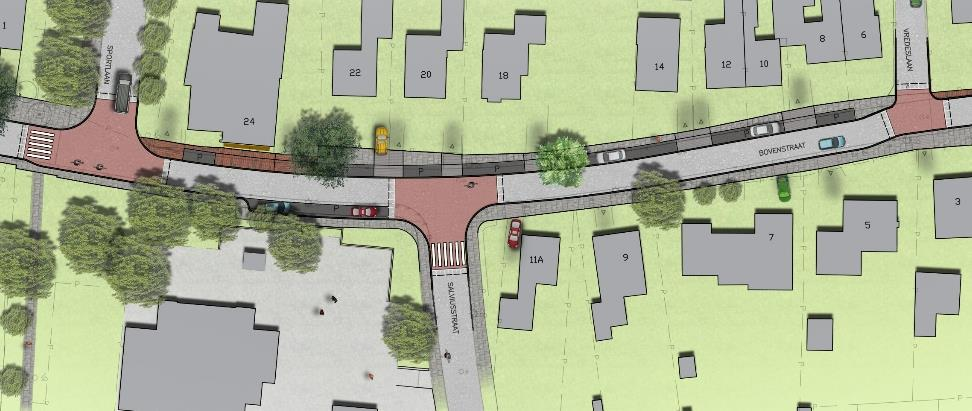 1
SPORTLAAN
24
22
20
18
14
12
10
8
6
VREDESLAAN
P
P
P
P
P
BOVENSTRAAT
SALVIUSSTRAAT
11A
9
7
5
3